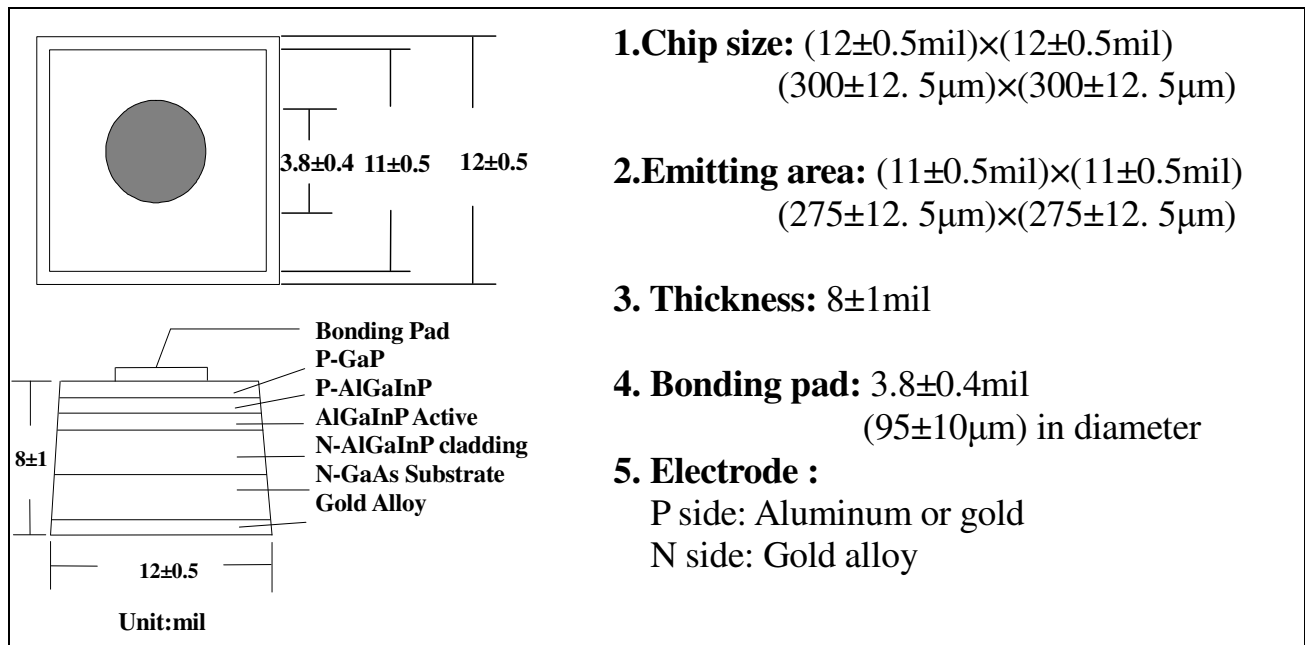 3.8±0.4 11±0.5 12±0.5
Bonding Pad
P-GaP
P-AlGaInP
AlGaInP Active
N-AlGaInP cladding
N-GaAs Substrate
Gold Alloy
8±1
12±0.5
Unit:mil
1.Chip size: (12±0.5mil)×(12±0.5mil)
(300±12. 5μm)×(300±12. 5μm)
2.Emitting area: (11±0.5mil)×(11±0.5mil)
(275±12. 5μm)×(275±12. 5μm)
3. Thickness: 8±1mil
4. Bonding pad: 3.8±0.4mil
(95±10μm) in diameter
5. Electrode :
P side: Aluminum or gold
N side: Gold alloy